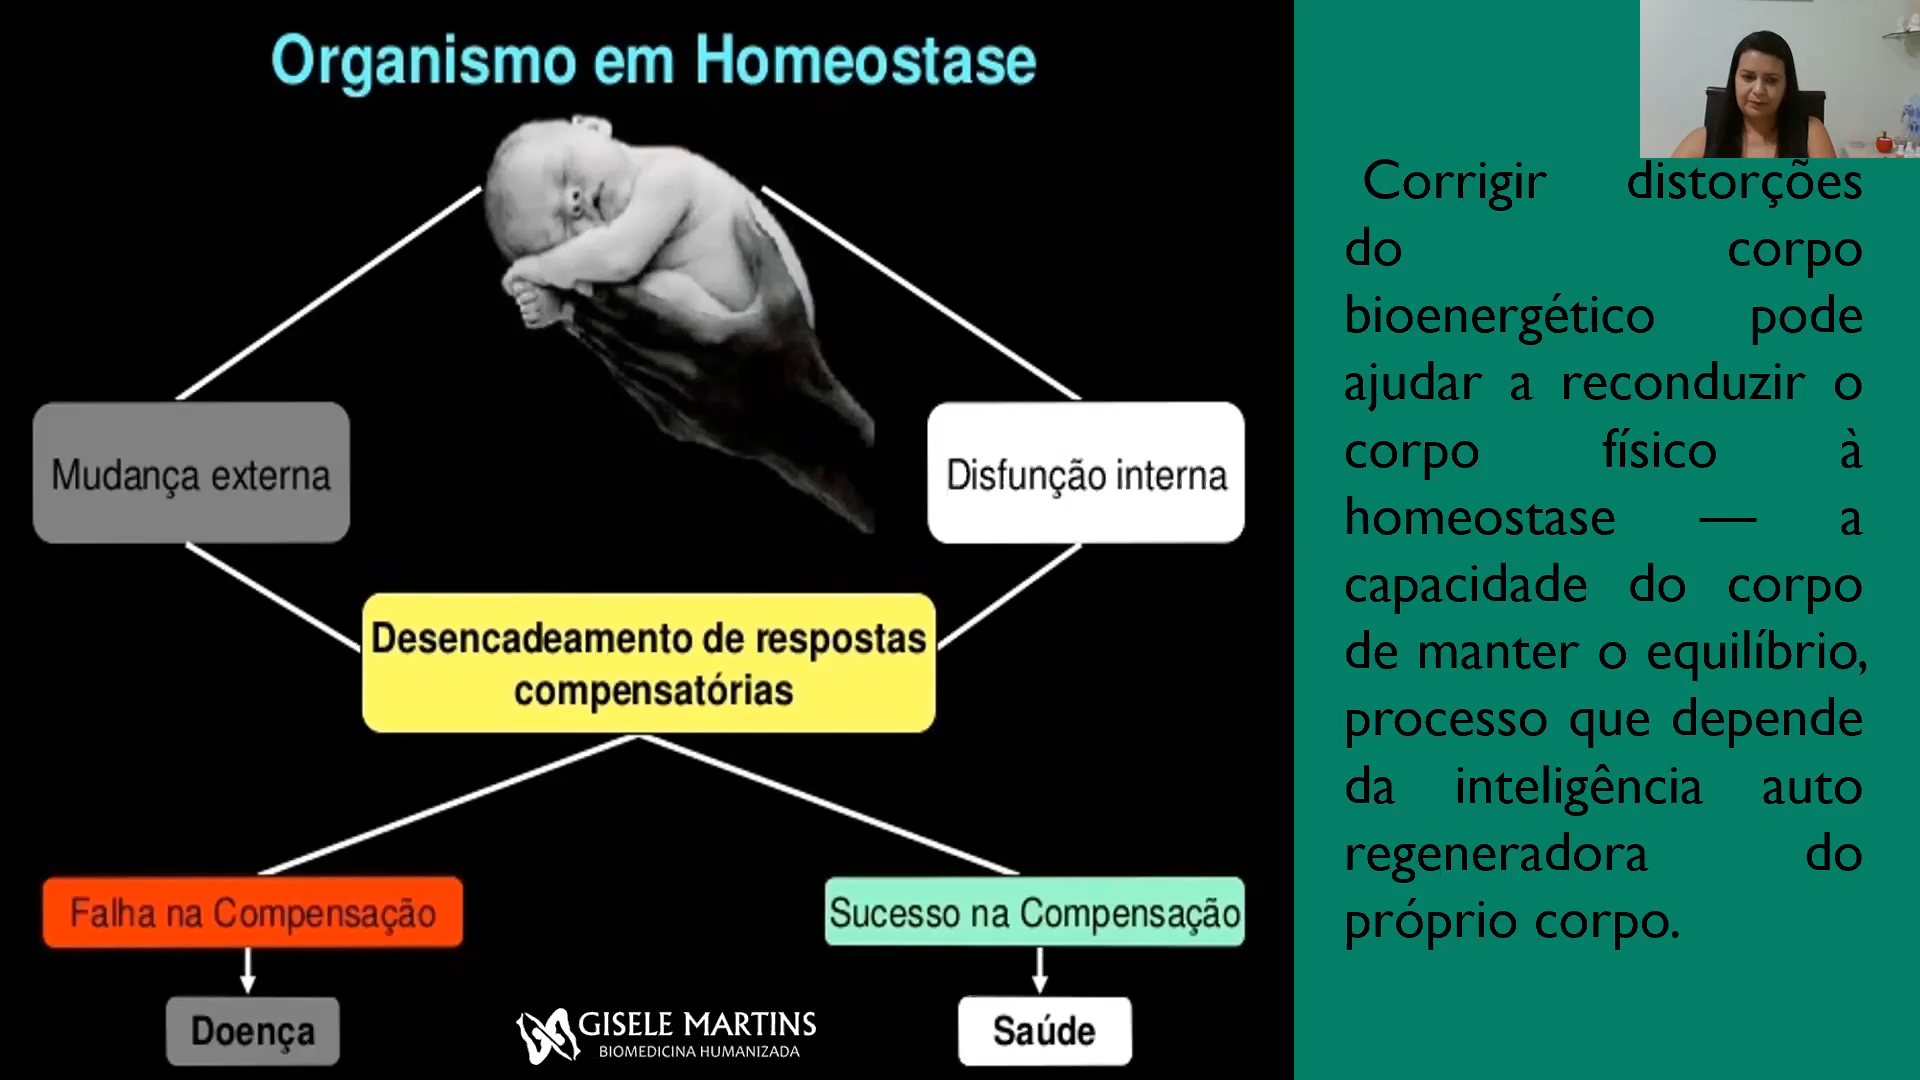 Organismo em Homeostase
Mudança externa
Disfunção interna
Desencadeamento de respostas
compensatórias
Falha na Compensação
Sucesso na Compensação
Doença
Saúde
GISELE MARTINS
BIOMEDICINA HUMANIZADA
Corrigir distorções
do corpo
bioenergético pode
ajudar a reconduzir o
corpo físico à
homeostase — a
capacidade do corpo
de manter o equilíbrio,
processo que depende
da inteligência auto
regeneradora do
próprio corpo.